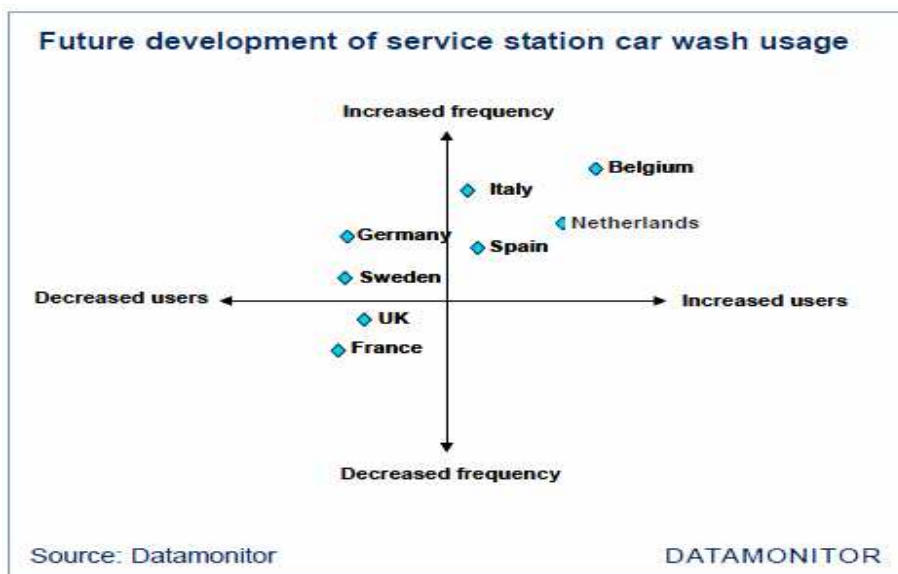 Future development of service station car wash usage
Increased frequency
Belgium
Italy
Netherlands
Germany
Spain
Sweden
Decreased users
Increased users
UK
France
Decreased frequency
Source: Datamonitor
DATAMONITOR